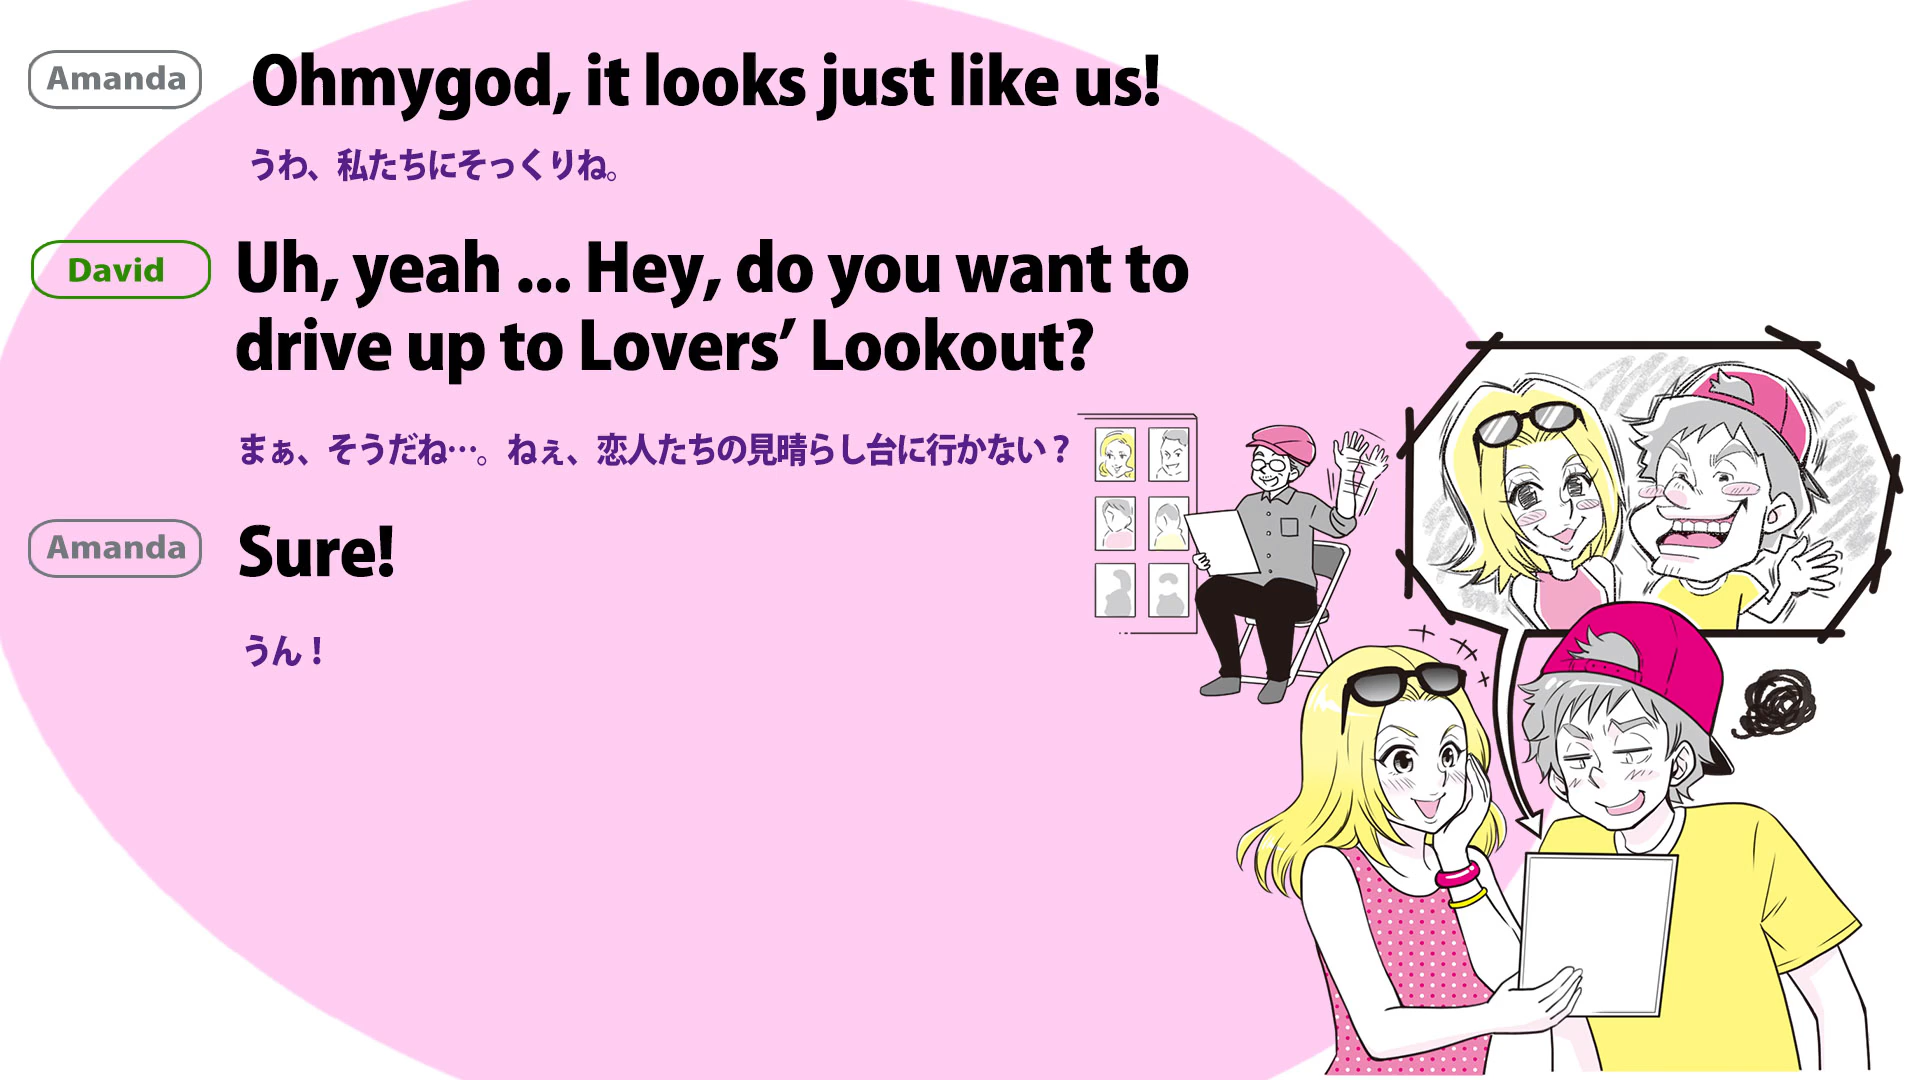 Amanda
Ohmygod, it looks just like us!
うわ、私たちにそっくりね。
David
Uh, yeah ... Hey, do you want to
drive up to Lovers’ Lookout?
まぁ、そうだね…。ねぇ、恋人たちの見晴らし台に行かない？
Amanda
Sure!
うん！